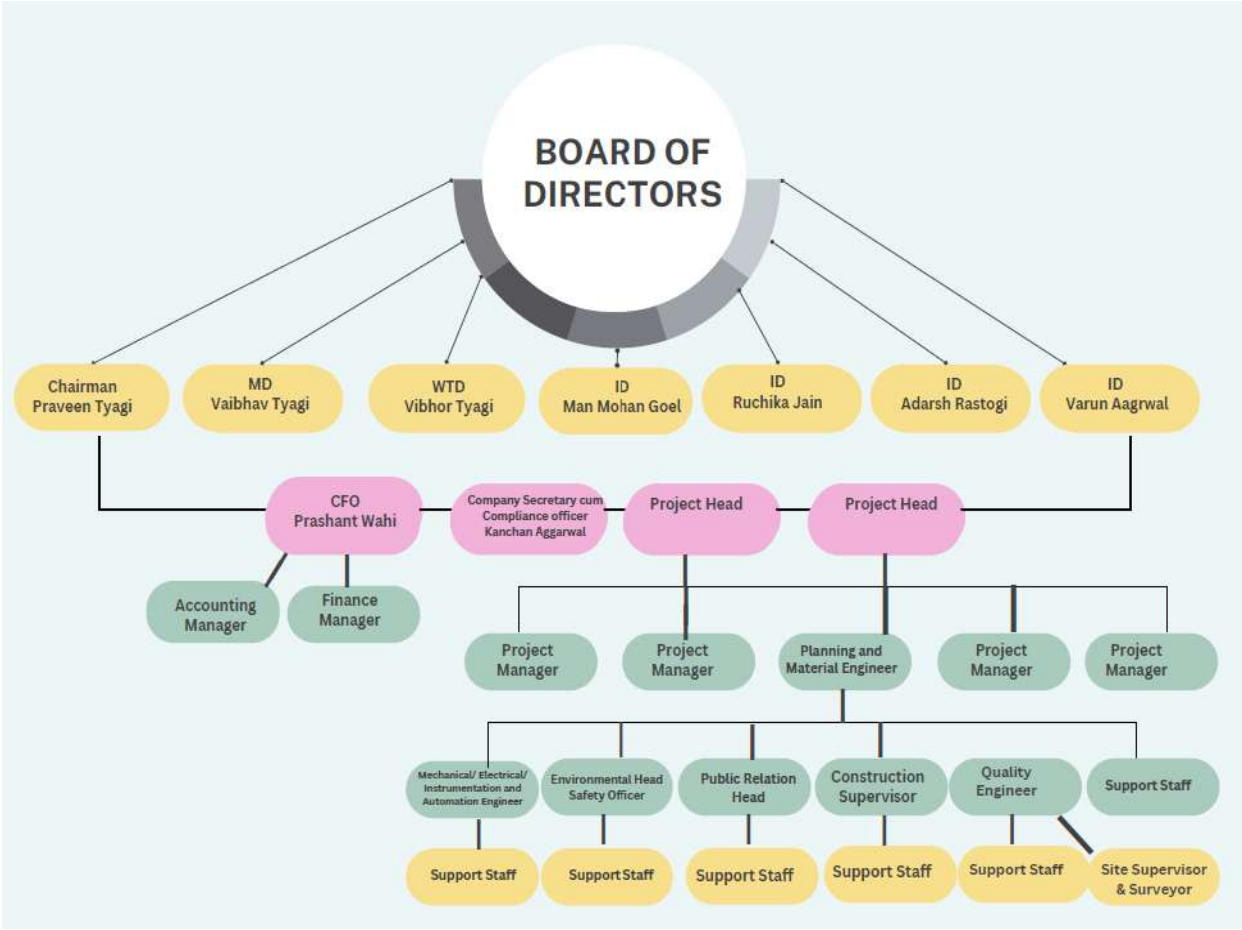 BOARD OF
DIRECTORS
Chairman
Praveen Tyagi
MD
Vaibhav Tyagi
WTD
Vibhor Tyagi
ID
Man Mohan Goel
ID
Ruchika Jain
ID
Adarsh Rastogi
ID
Varun Aagrwal
CFO
Prashant Wahi
Company Secretary cum
Compliance officer
Kanchan Aggarwal
Project Head
Project Head
Accounting
Manager
Finance
Manager
Project
Manager
Project
Manager
Planning and
Material Engineer
Project
Manager
Project
Manager
Mechanical/ Electrical/
Instrumentation and
Automation Engineer
Environmental Head
Safety Officer
Public Relation
Head
Construction
Supervisor
Quality
Engineer
Support Staff
Support Staff
Support Staff
Support Staff
Support Staff
Support Staff
Site Supervisor
& Surveyor